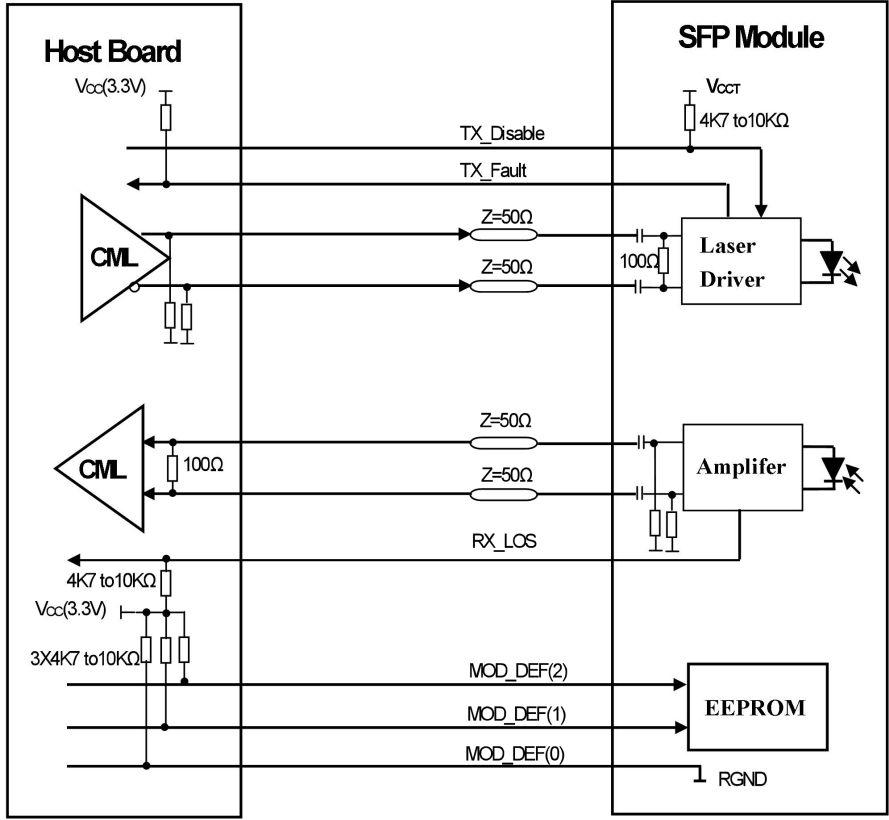 Host Board
SFP Module
Vcc(3.3V)
VCCT
4K7 to10KΩ
TX_Disable
TX_Fault
CML
Z=50Ω
Z=50Ω
100Ω
Laser
Driver
CML
100Ω
Z=50Ω
Z=50Ω
Amplifer
RX_LOS
4K7 to10KΩ
Vcc(3.3V)
3X4K7 to10KΩ
MOD_DEF(2)
MOD_DEF(1)
MOD_DEF(0)
EEPROM
RGND